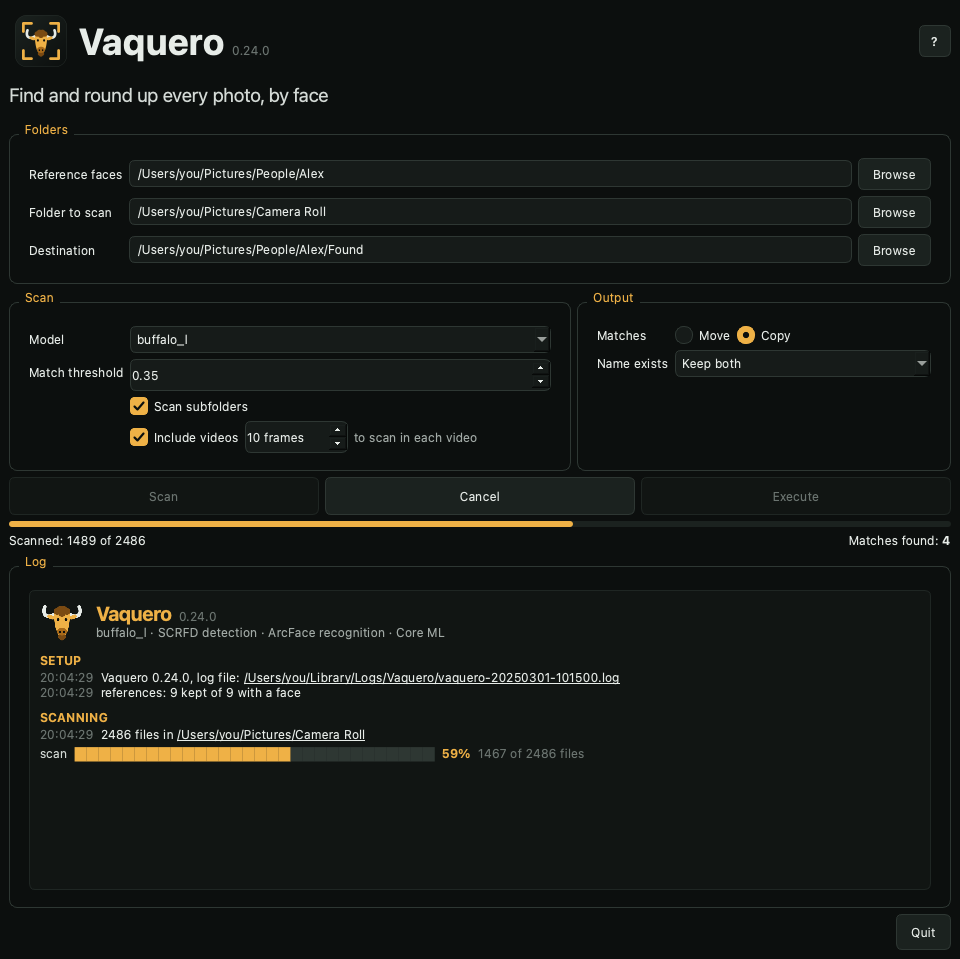 Vaquero 0.24.0
?
Find and round up every photo, by face
Folders
Reference faces /Users/you/Pictures/People/Alex Browse
Folder to scan /Users/you/Pictures/Camera Roll Browse
Destination /Users/you/Pictures/People/Alex/Found Browse
Scan
Model buffalo_l
Match threshold 0.35
Scan subfolders
Include videos 10 frames to scan in each video
Output
Matches Move Copy
Name exists Keep both
Scan Cancel Execute
Scanned: 1489 of 2486 Matches found: 4
Log
Vaquero 0.24.0
buffalo_l · SCRFD detection · ArcFace recognition · Core ML
SETUP
20:04:29 Vaquero 0.24.0, log file: /Users/you/Library/Logs/Vaquero/vaquero-20250301-101500.log
20:04:29 references: 9 kept of 9 with a face
SCANNING
20:04:29 2486 files in /Users/you/Pictures/Camera Roll
scan 59% 1467 of 2486 files
Quit